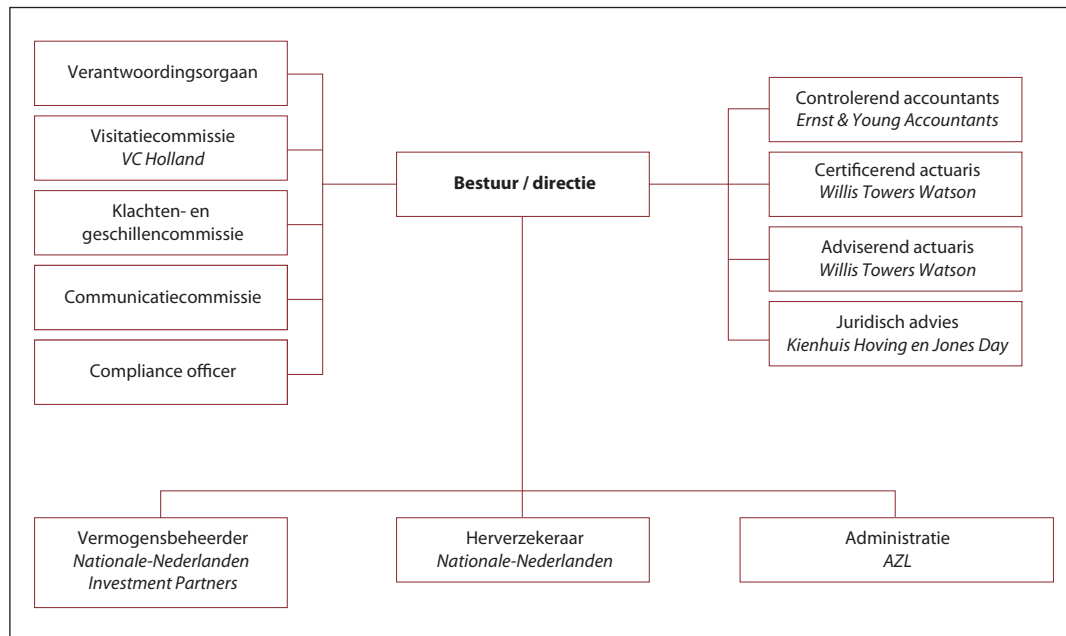 Verantwoordingsorgaan
Visitatiecommissie
VC Holland
Klachten- en
geschillencommissie
Communicatiecommissie
Compliance officer
Bestuur / directie
Controlerend accountants
Ernst & Young Accountants
Certificerend actuaris
Willis Towers Watson
Adviserend actuaris
Willis Towers Watson
Juridisch advies
Kienhuis Hoving en Jones Day
Vermogensbeheerder
Nationale-Nederlanden
Investment Partners
Herverzekeraar
Nationale-Nederlanden
Administratie
AZL